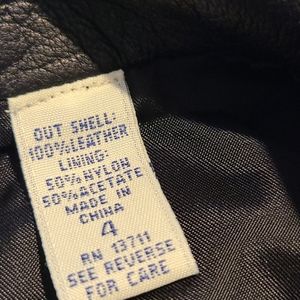 OUT SHELL:
100%LEATHER
LINING:
50%NYLON
50%ACETATE
MADE IN
CHINA
4
RN 13711
SEE REVERSE
FOR CARE